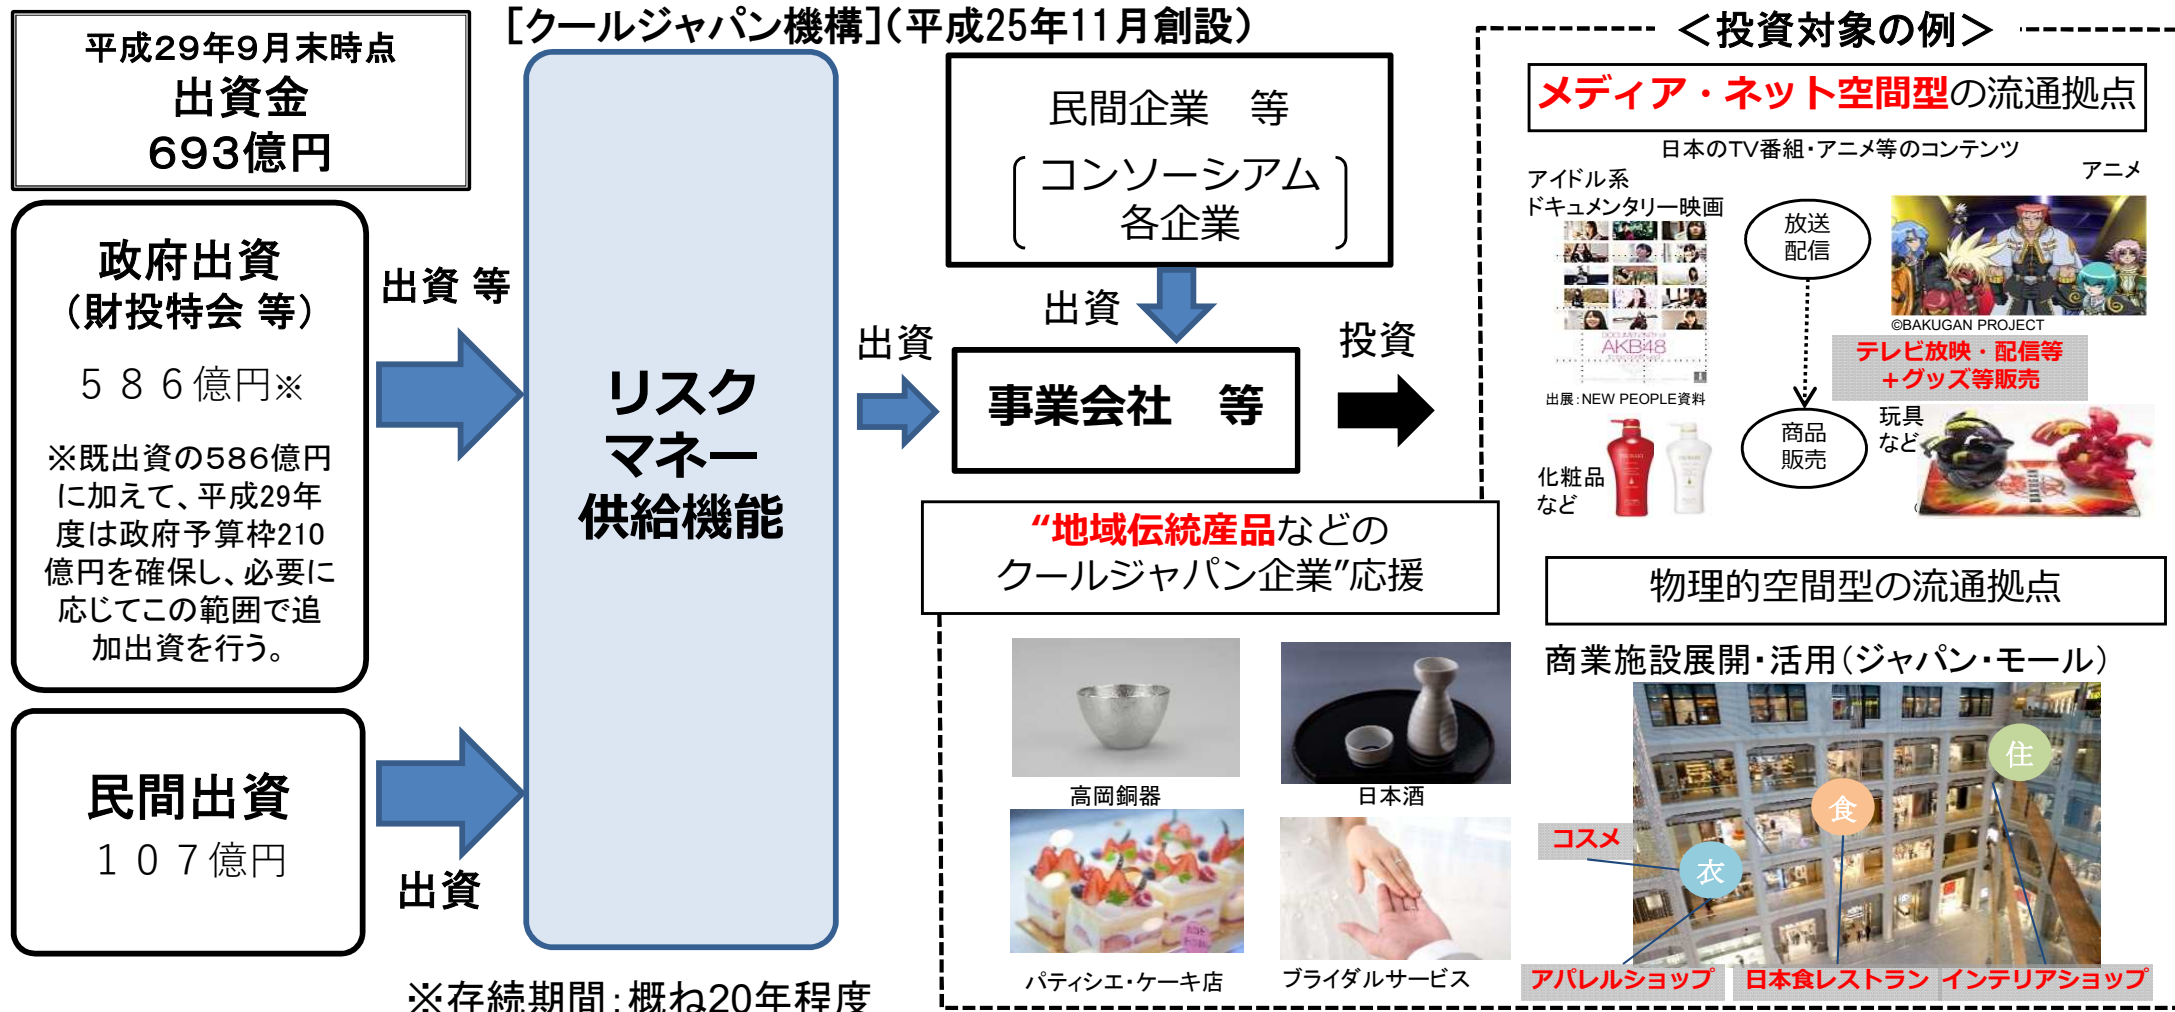 ［クールジャパン機構］（平成25年11月創設）
平成29年9月末時点
出資金
693億円
政府出資
（財投特会 等）
５８６億円※
※既出資の586億円
に加えて、平成29年
度は政府予算枠210
億円を確保し、必要に
応じてこの範囲で追
加出資を行う。
出資 等
民間出資
１０７億円
出資
リスク
マネー
供給機能
※存続期間：概ね20年程度
出資
民間企業　等
コンソーシアム
各企業
出資
事業会社　等
投資
＜投資対象の例＞
メディア・ネット空間型の流通拠点
日本のTV番組・アニメ等のコンテンツ
アイドル系
ドキュメンタリー映画
AKB48
出展：NEW PEOPLE資料
放送
配信
アニメ
©BAKUGAN PROJECT
テレビ放映・配信等
+グッズ等販売
商品
販売
化粧品
など
玩具
など
BAKUGAN
“地域伝統産品などの
クールジャパン企業”応援
高岡銅器
日本酒
パティシエ・ケーキ店
ブライダルサービス
物理的空間型の流通拠点
商業施設展開・活用（ジャパン・モール）
住
食
衣
コスメ
アパレルショップ
日本食レストラン
インテリアショップ